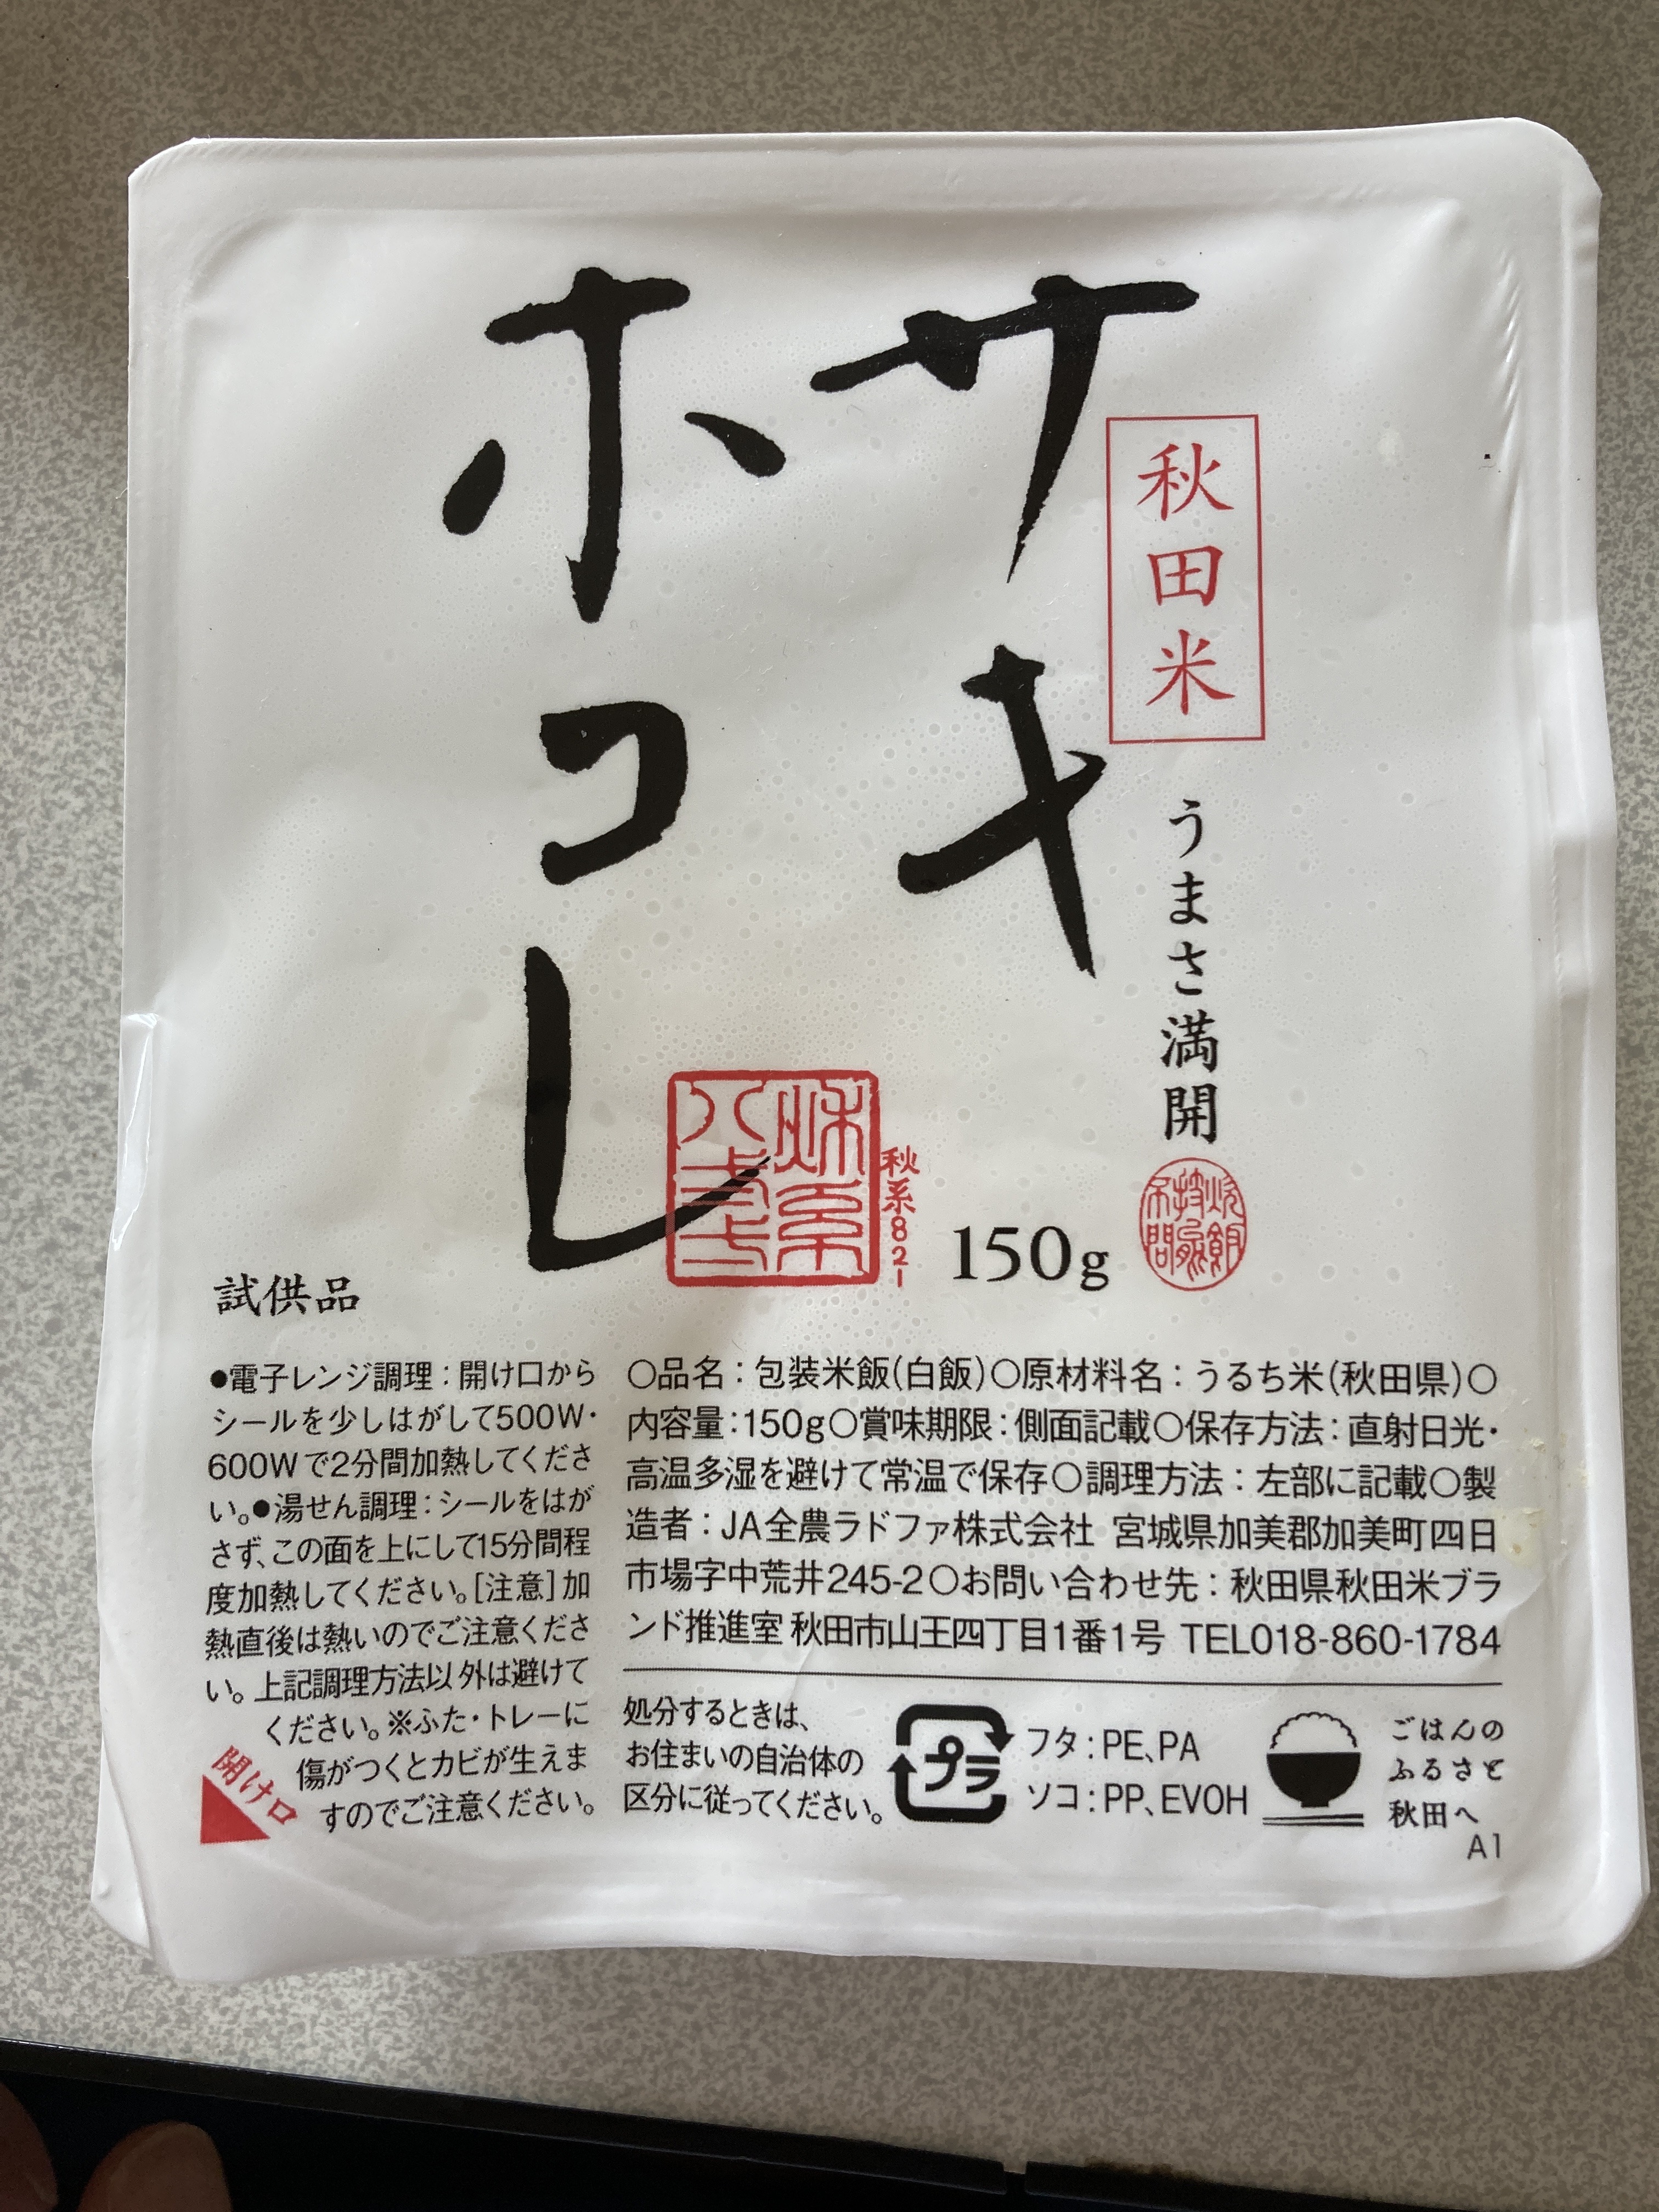 サキ
ホコレ
秋田米
うまさ満開
秋系821
150g
試供品
●電子レンジ調理：開け口から
シールを少しはがして500W・
600Wで2分間加熱してくださ
い。●湯せん調理：シールをはが
さず、この面を上にして15分間程
度加熱してください。［注意］加
熱直後は熱いのでご注意くださ
い。上記調理方法以外は避けて
ください。※ふた・トレーに
傷がつくとカビが生えま
すのでご注意ください。
開け口
○品名：包装米飯(白飯)○原材料名：うるち米(秋田県)○
内容量：150g○賞味期限：側面記載○保存方法：直射日光・
高温多湿を避けて常温で保存○調理方法：左部に記載○製
造者：JA全農ラドファ株式会社 宮城県加美郡加美町四日
市場字中荒井245-2○お問い合わせ先：秋田県秋田米ブラ
ンド推進室 秋田市山王四丁目1番1号 TEL018-860-1784
処分するときは、
お住まいの自治体の
区分に従ってください。
プラ
フタ：PE、PA
ソコ：PP、EVOH
ごはんの
ふるさと
秋田へ
A1